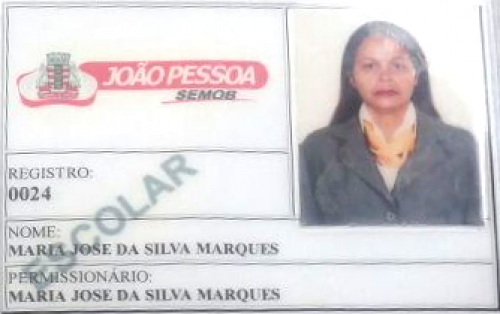 JOÃO PESSOA
SEMOB
REGISTRO:
0024
ESCOLAR
NOME:
MARIA JOSE DA SILVA MARQUES
PERMISSIONÁRIO:
MARIA JOSE DA SILVA MARQUES